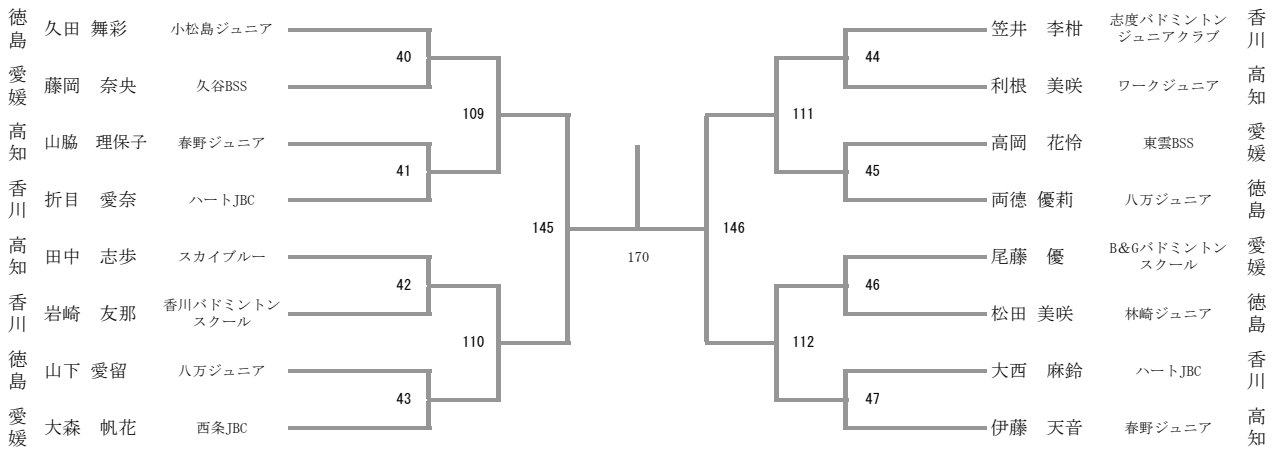 徳島 久田 舞彩 小松島ジュニア
愛媛 藤岡 奈央 久谷BSS
高知 山脇 理保子 春野ジュニア
香川 折目 愛奈 ハートJBC
高知 田中 志歩 スカイブルー
香川 岩崎 友那 香川バドミントン
スクール
徳島 山下 愛留 八万ジュニア
愛媛 大森 帆花 西条JBC
40
41
42
43
109
110
145
170
146
111
112
44
45
46
47
笠井 李柑 志度バドミントン
ジュニアクラブ 香川
利根 美咲 ワークジュニア 高知
高岡 花怜 東雲BSS 愛媛
両德 優莉 八万ジュニア 徳島
尾藤 優 B&Gバドミントン
スクール 愛媛
松田 美咲 林崎ジュニア 徳島
大西 麻鈴 ハートJBC 香川
伊藤 天音 春野ジュニア 高知